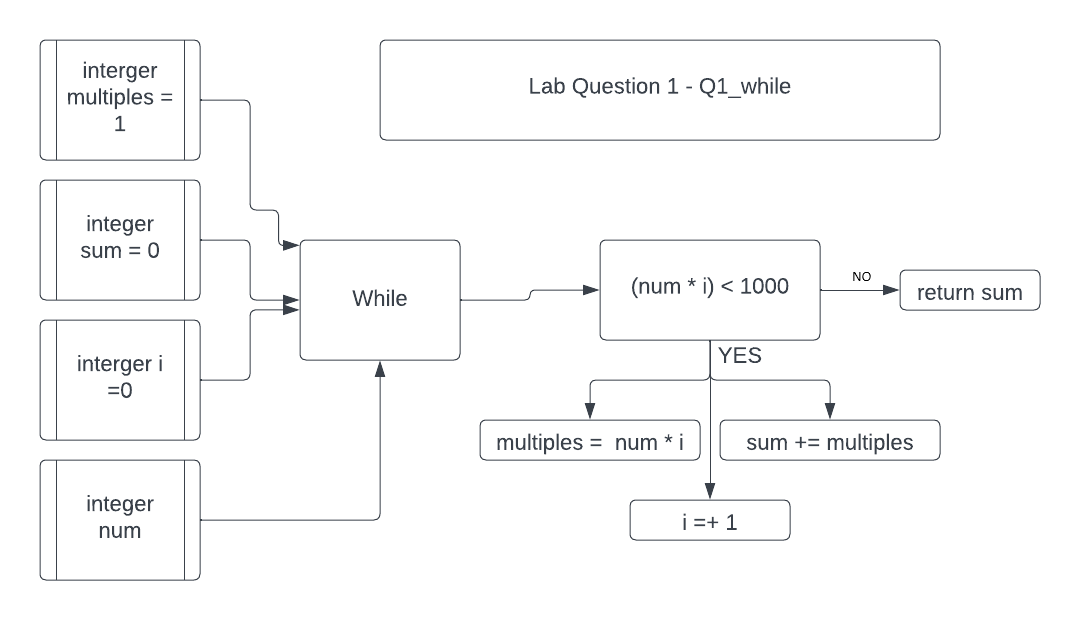 interger
multiples =
1
Lab Question 1 - Q1_while
integer
sum = 0
While
(num * i) < 1000
NO
return sum
YES
interger i
=0
multiples =  num * i
sum += multiples
integer
num
i =+ 1